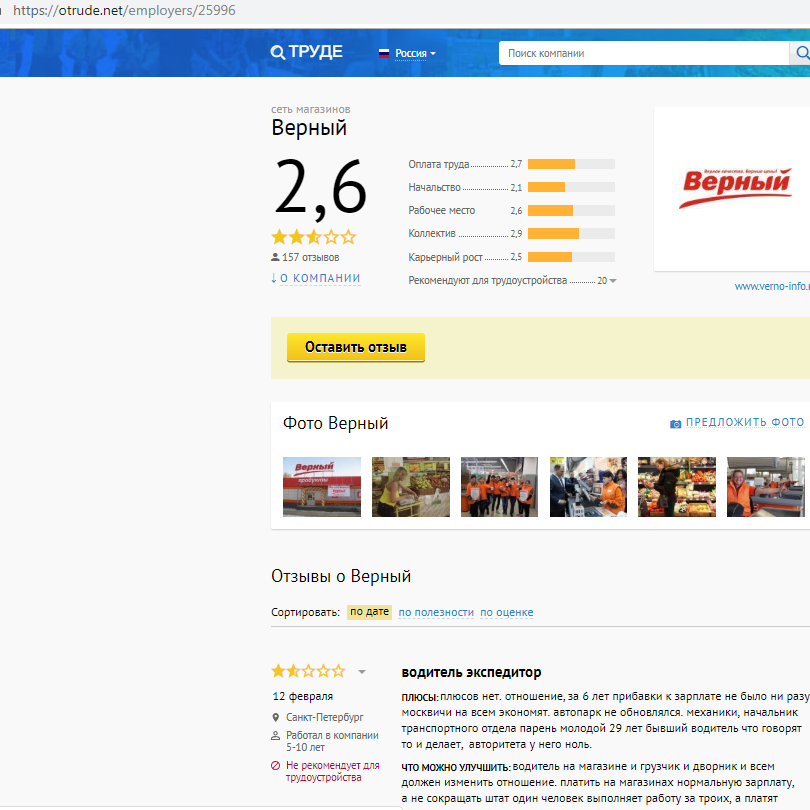 https://otrude.net/employers/25996
ТРУДЕ
Россия
Поиск компании
сеть магазинов
Верный
2,6
157 отзывов
↓ О КОМПАНИИ
Оплата труда 2,7
Начальство 2,1
Рабочее место 2,6
Коллектив 2,9
Карьерный рост 2,5
Рекомендуют для трудоустройства 20
Верный
www.verno-info.r
Оставить отзыв
Фото Верный
ПРЕДЛОЖИТЬ ФОТО
Верный
Отзывы о Верный
Сортировать: по дате по полезности по оценке
12 февраля
Санкт-Петербург
Работал в компании
5-10 лет
Не рекомендует для
трудоустройства
водитель экспедитор
ПЛЮСЫ: плюсов нет. отношение, за 6 лет прибавки к зарплате не было ни разу
москвичи на всем экономят. автопарк не обновлялся. механики, начальник
транспортного отдела парень молодой 29 лет бывший водитель что говорят
то и делает, авторитета у него ноль.
ЧТО МОЖНО УЛУЧШИТЬ: водитель на магазине и грузчик и дворник и всем
должен изменить отношение. платить на магазинах нормальную зарплату,
а не сокращать штат один человек выполняет работу за троих, а платят